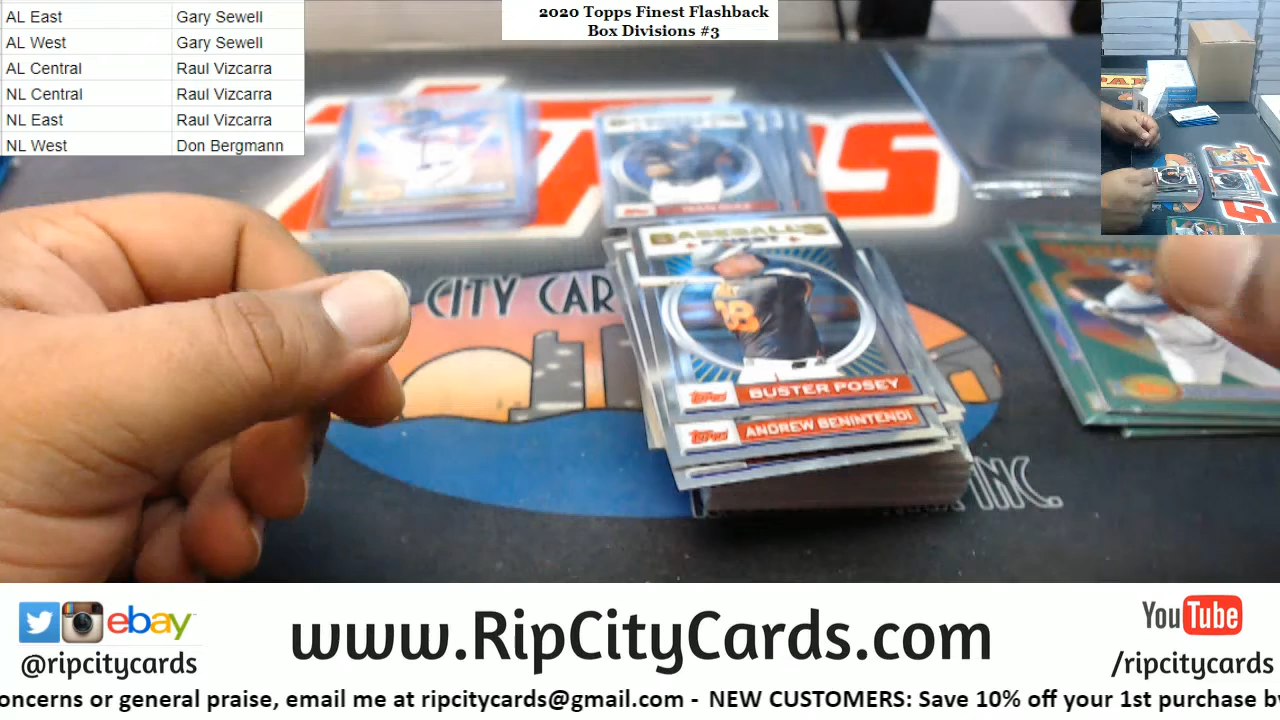 AL East Gary Sewell
AL West Gary Sewell
AL Central Raul Vizcarra
NL Central Raul Vizcarra
NL East Raul Vizcarra
NL West Don Bergmann
2020 Topps Finest Flashback
Box Divisions #3
BASEBALL'S
FINEST
BUSTER POSEY
Topps
ANDREW BENINTENDI
Topps
CITY CAR
INC.
ebay
@ripcitycards
www.RipCityCards.com
YouTube
/ripcitycards
oncerns or general praise, email me at ripcitycards@gmail.com - NEW CUSTOMERS: Save 10% off your 1st purchase b